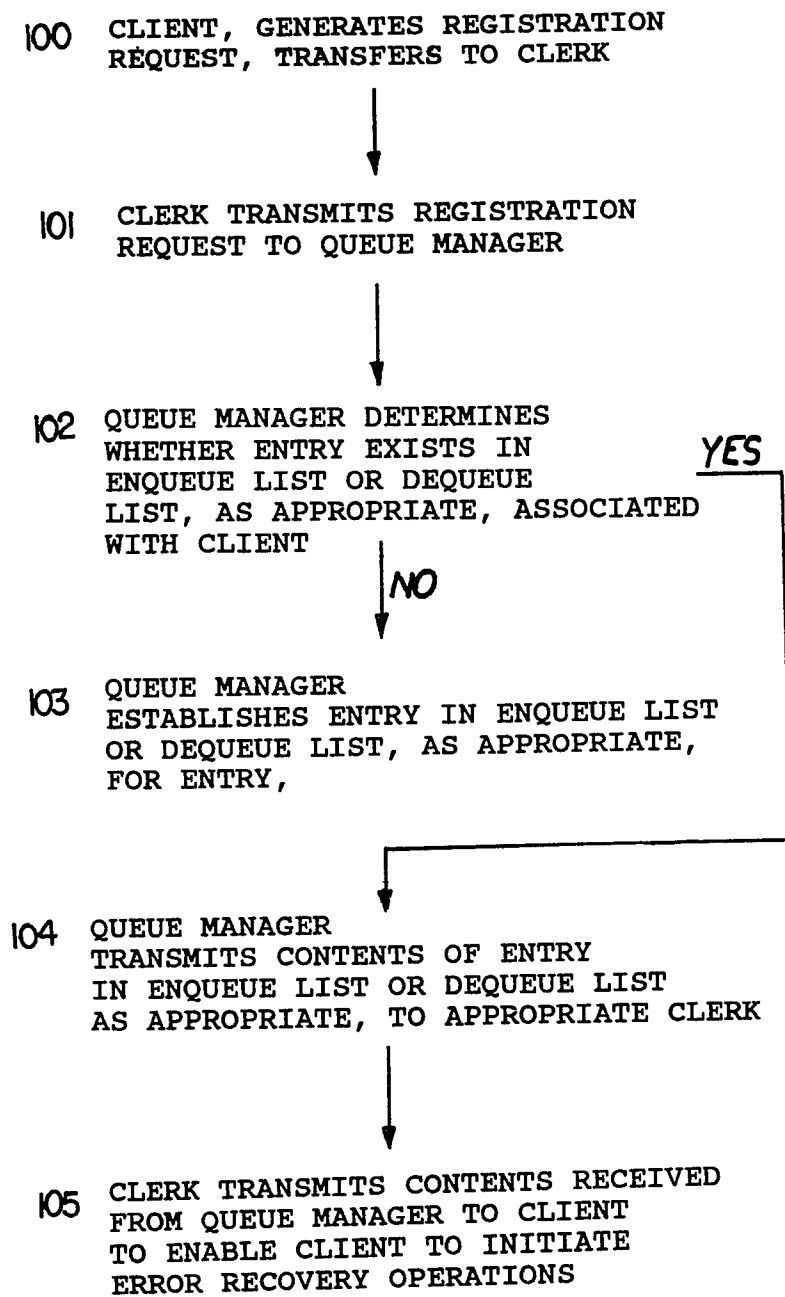 100 CLIENT, GENERATES REGISTRATION
REQUEST, TRANSFERS TO CLERK
101 CLERK TRANSMITS REGISTRATION
REQUEST TO QUEUE MANAGER
102 QUEUE MANAGER DETERMINES
WHETHER ENTRY EXISTS IN
YES
ENQUEUE LIST OR DEQUEUE
LIST, AS APPROPRIATE, ASSOCIATED
WITH CLIENT
NO
103 QUEUE MANAGER
ESTABLISHES ENTRY IN ENQUEUE LIST
OR DEQUEUE LIST, AS APPROPRIATE,
FOR ENTRY,
104 QUEUE MANAGER
TRANSMITS CONTENTS OF ENTRY
IN ENQUEUE LIST OR DEQUEUE LIST
AS APPROPRIATE, TO APPROPRIATE CLERK
105 CLERK TRANSMITS CONTENTS RECEIVED
FROM QUEUE MANAGER TO CLIENT
TO ENABLE CLIENT TO INITIATE
ERROR RECOVERY OPERATIONS